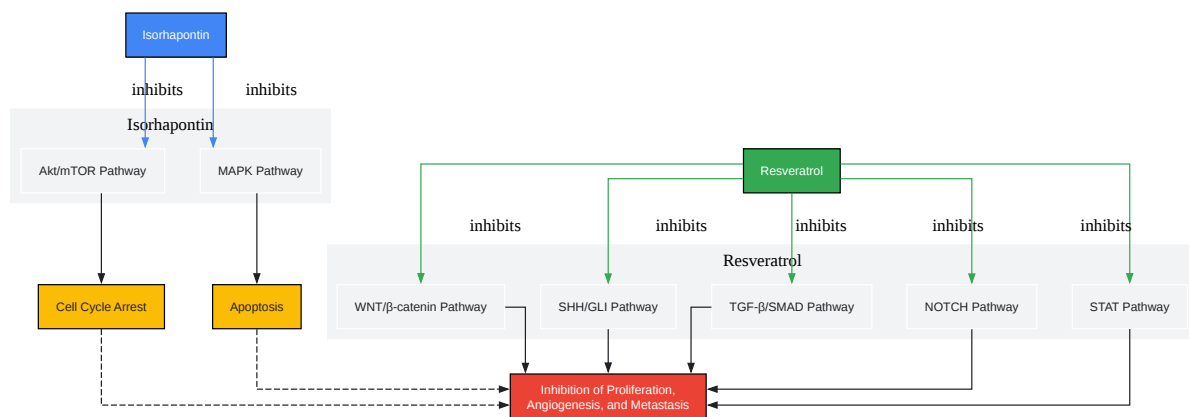 Isorhapontin
inhibits
inhibits
Isorhapontin
Akt/mTOR Pathway
MAPK Pathway
Resveratrol
inhibits
inhibits
inhibits
inhibits
inhibits
Resveratrol
Cell Cycle Arrest
Apoptosis
WNT/β-catenin Pathway
SHH/GLI Pathway
TGF-β/SMAD Pathway
NOTCH Pathway
STAT Pathway
Inhibition of Proliferation,
Angiogenesis, and Metastasis